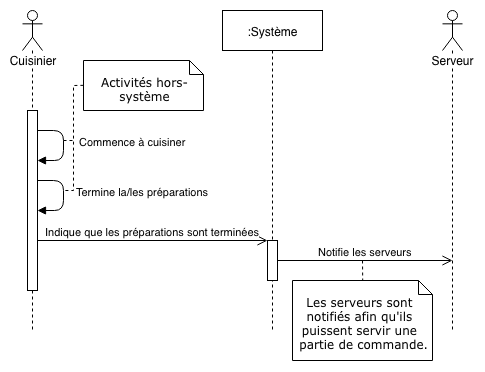 Cuisinier
:Système
Serveur
Activités hors-
système
Commence à cuisiner
Termine la/les préparations
Indique que les préparations sont terminées
Notifie les serveurs
Les serveurs sont
notifiés afin qu'ils
puissent servir une
partie de commande.